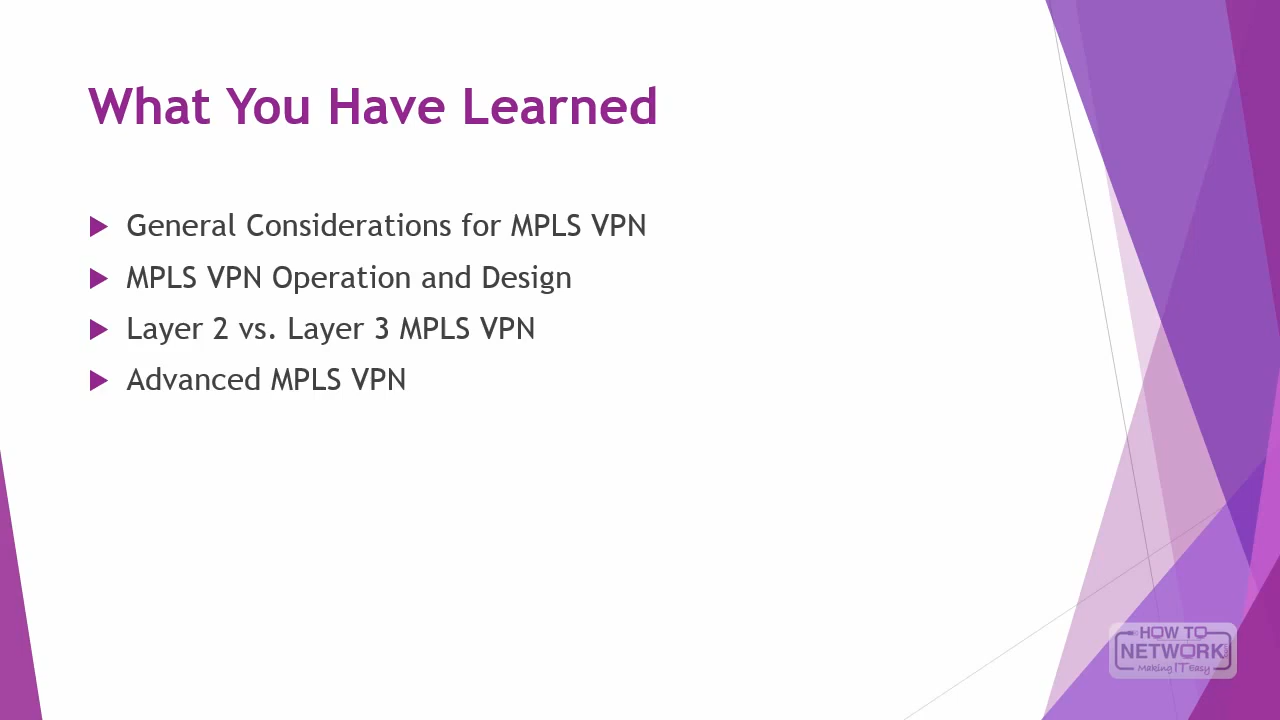 What You Have Learned
General Considerations for MPLS VPN
MPLS VPN Operation and Design
Layer 2 vs. Layer 3 MPLS VPN
Advanced MPLS VPN
HOW TO
NETWORK
Making IT Easy